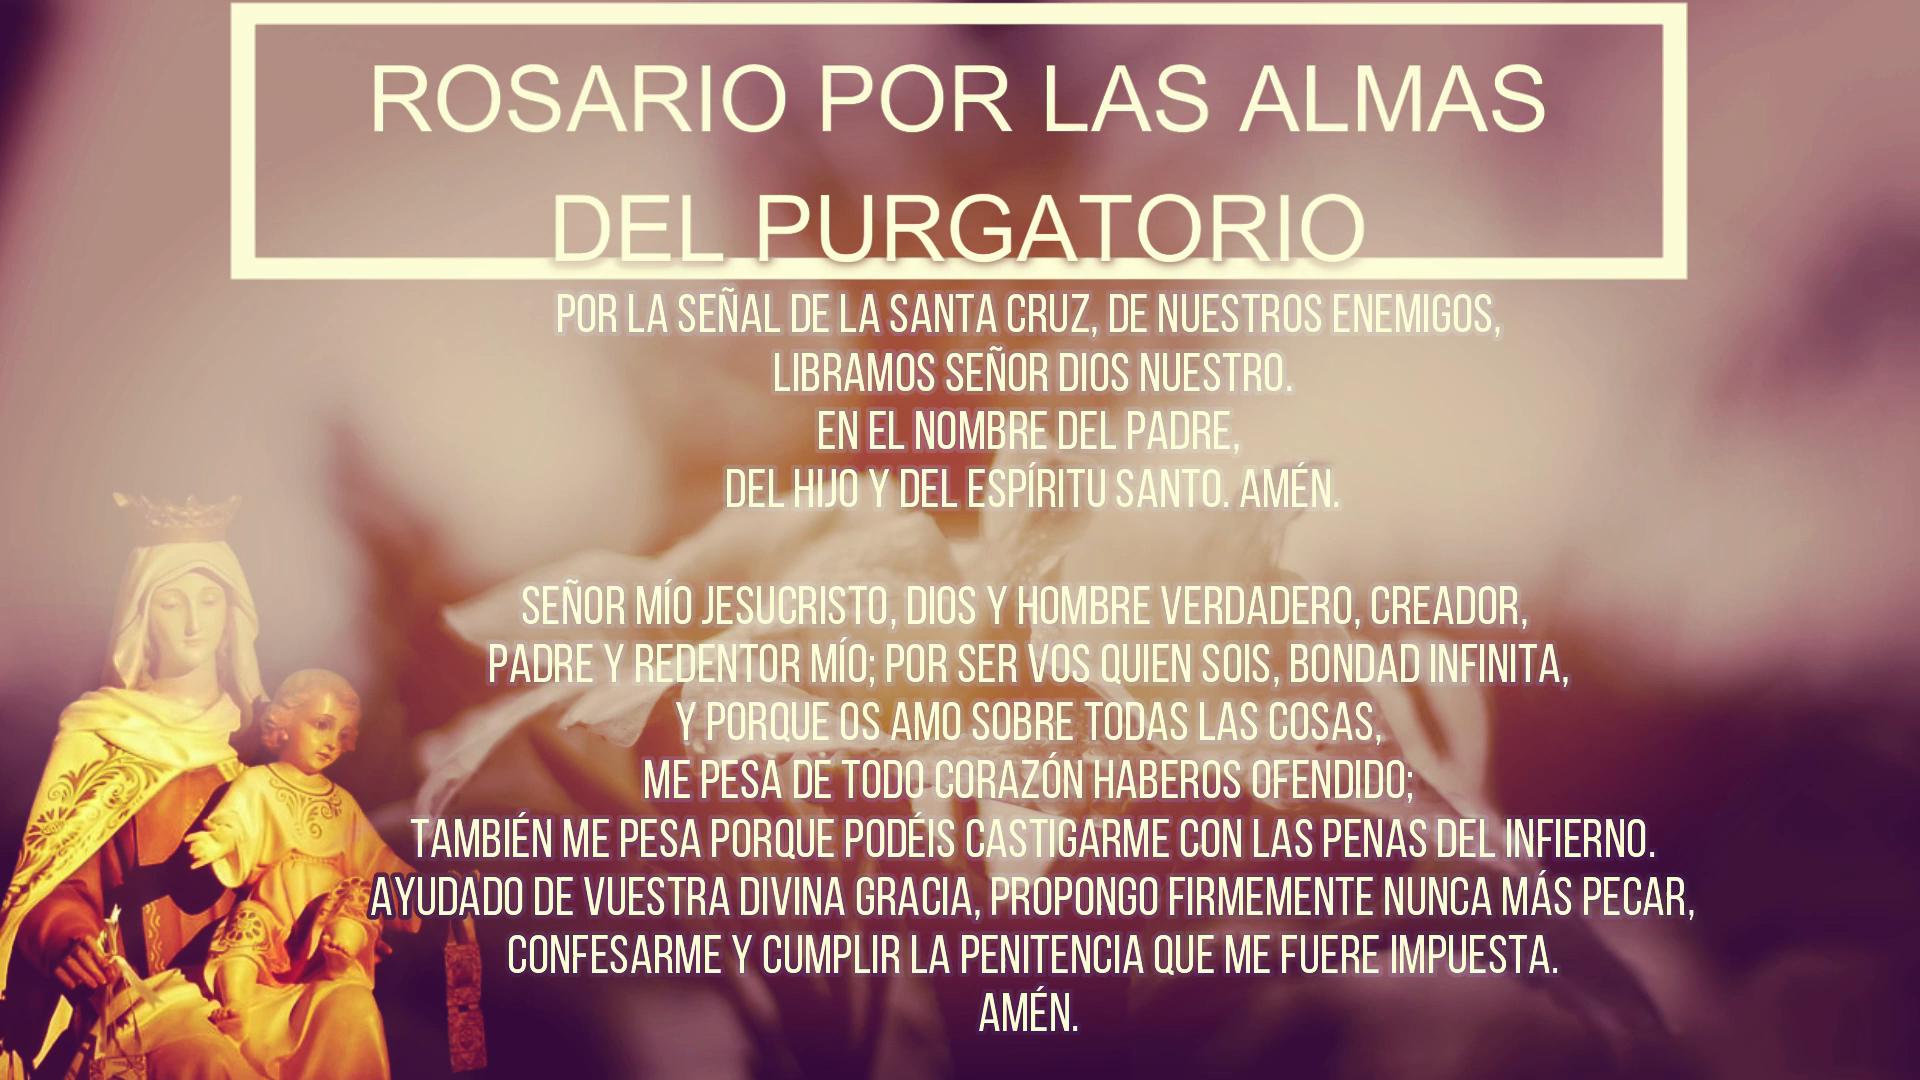 ROSARIO POR LAS ALMAS
DEL PURGATORIO
POR LA SEÑAL DE LA SANTA CRUZ, DE NUESTROS ENEMIGOS,
LIBRAMOS SEÑOR DIOS NUESTRO.
EN EL NOMBRE DEL PADRE,
DEL HIJO Y DEL ESPÍRITU SANTO. AMÉN.
SEÑOR MÍO JESUCRISTO, DIOS Y HOMBRE VERDADERO, CREADOR,
PADRE Y REDENTOR MÍO; POR SER VOS QUIEN SOIS, BONDAD INFINITA,
Y PORQUE OS AMO SOBRE TODAS LAS COSAS,
ME PESA DE TODO CORAZÓN HABEROS OFENDIDO;
TAMBIÉN ME PESA PORQUE PODÉIS CASTIGARME CON LAS PENAS DEL INFIERNO.
AYUDADO DE VUESTRA DIVINA GRACIA, PROPONGO FIRMEMENTE NUNCA MÁS PECAR,
CONFESARME Y CUMPLIR LA PENITENCIA QUE ME FUERE IMPUESTA.
AMÉN.